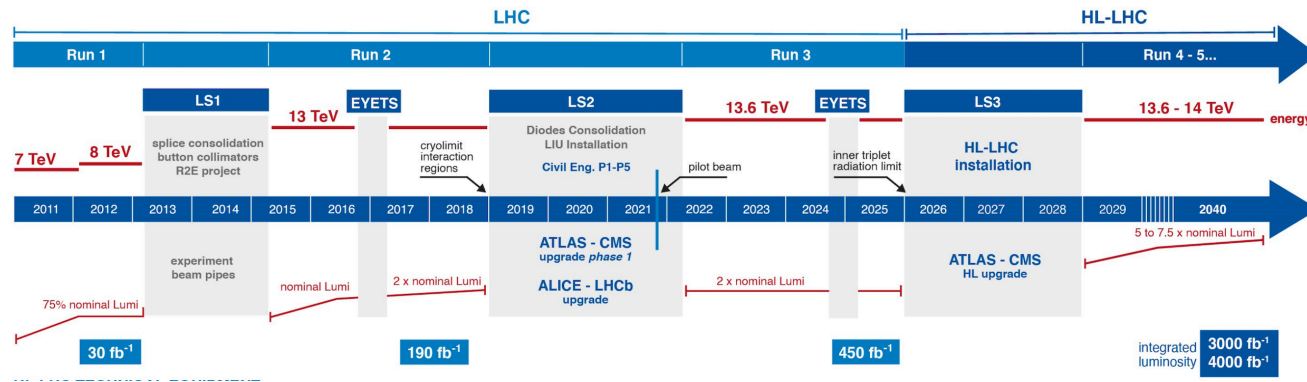 LHC
HL-LHC
Run 1
Run 2
Run 3
Run 4 - 5...
LS1
EYETS
LS2
EYETS
LS3
7 TeV
8 TeV
13 TeV
13.6 TeV
13.6 - 14 TeV
energy
splice consolidation
button collimators
R2E project
cryolimit
interaction
regions
Diodes Consolidation
LIU Installation
Civil Eng. P1-P5
pilot beam
inner triplet
radiation limit
HL-LHC
installation
2011
2012
2013
2014
2015
2016
2017
2018
2019
2020
2021
2022
2023
2024
2025
2026
2027
2028
2029
2040
experiment
beam pipes
ATLAS - CMS
upgrade phase 1
ALICE - LHCb
upgrade
ATLAS - CMS
HL upgrade
75% nominal Lumi
nominal Lumi
2 x nominal Lumi
2 x nominal Lumi
5 to 7.5 x nominal Lumi
30 fb-1
190 fb-1
450 fb-1
integrated
luminosity
3000 fb-1
4000 fb-1